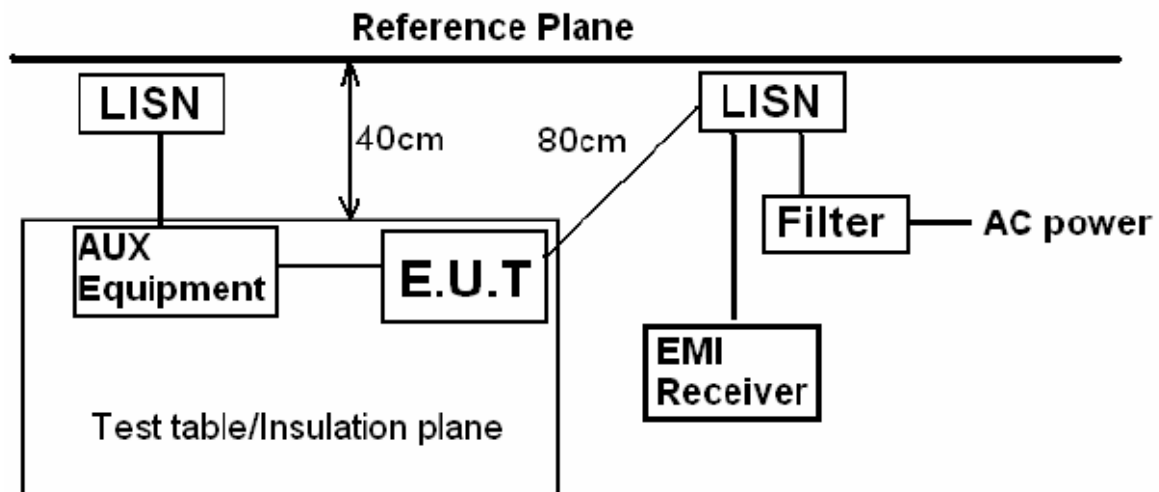 Reference Plane
LISN
40cm
80cm
LISN
Filter
AC power
AUX
Equipment
E.U.T
EMI
Receiver
Test table/Insulation plane